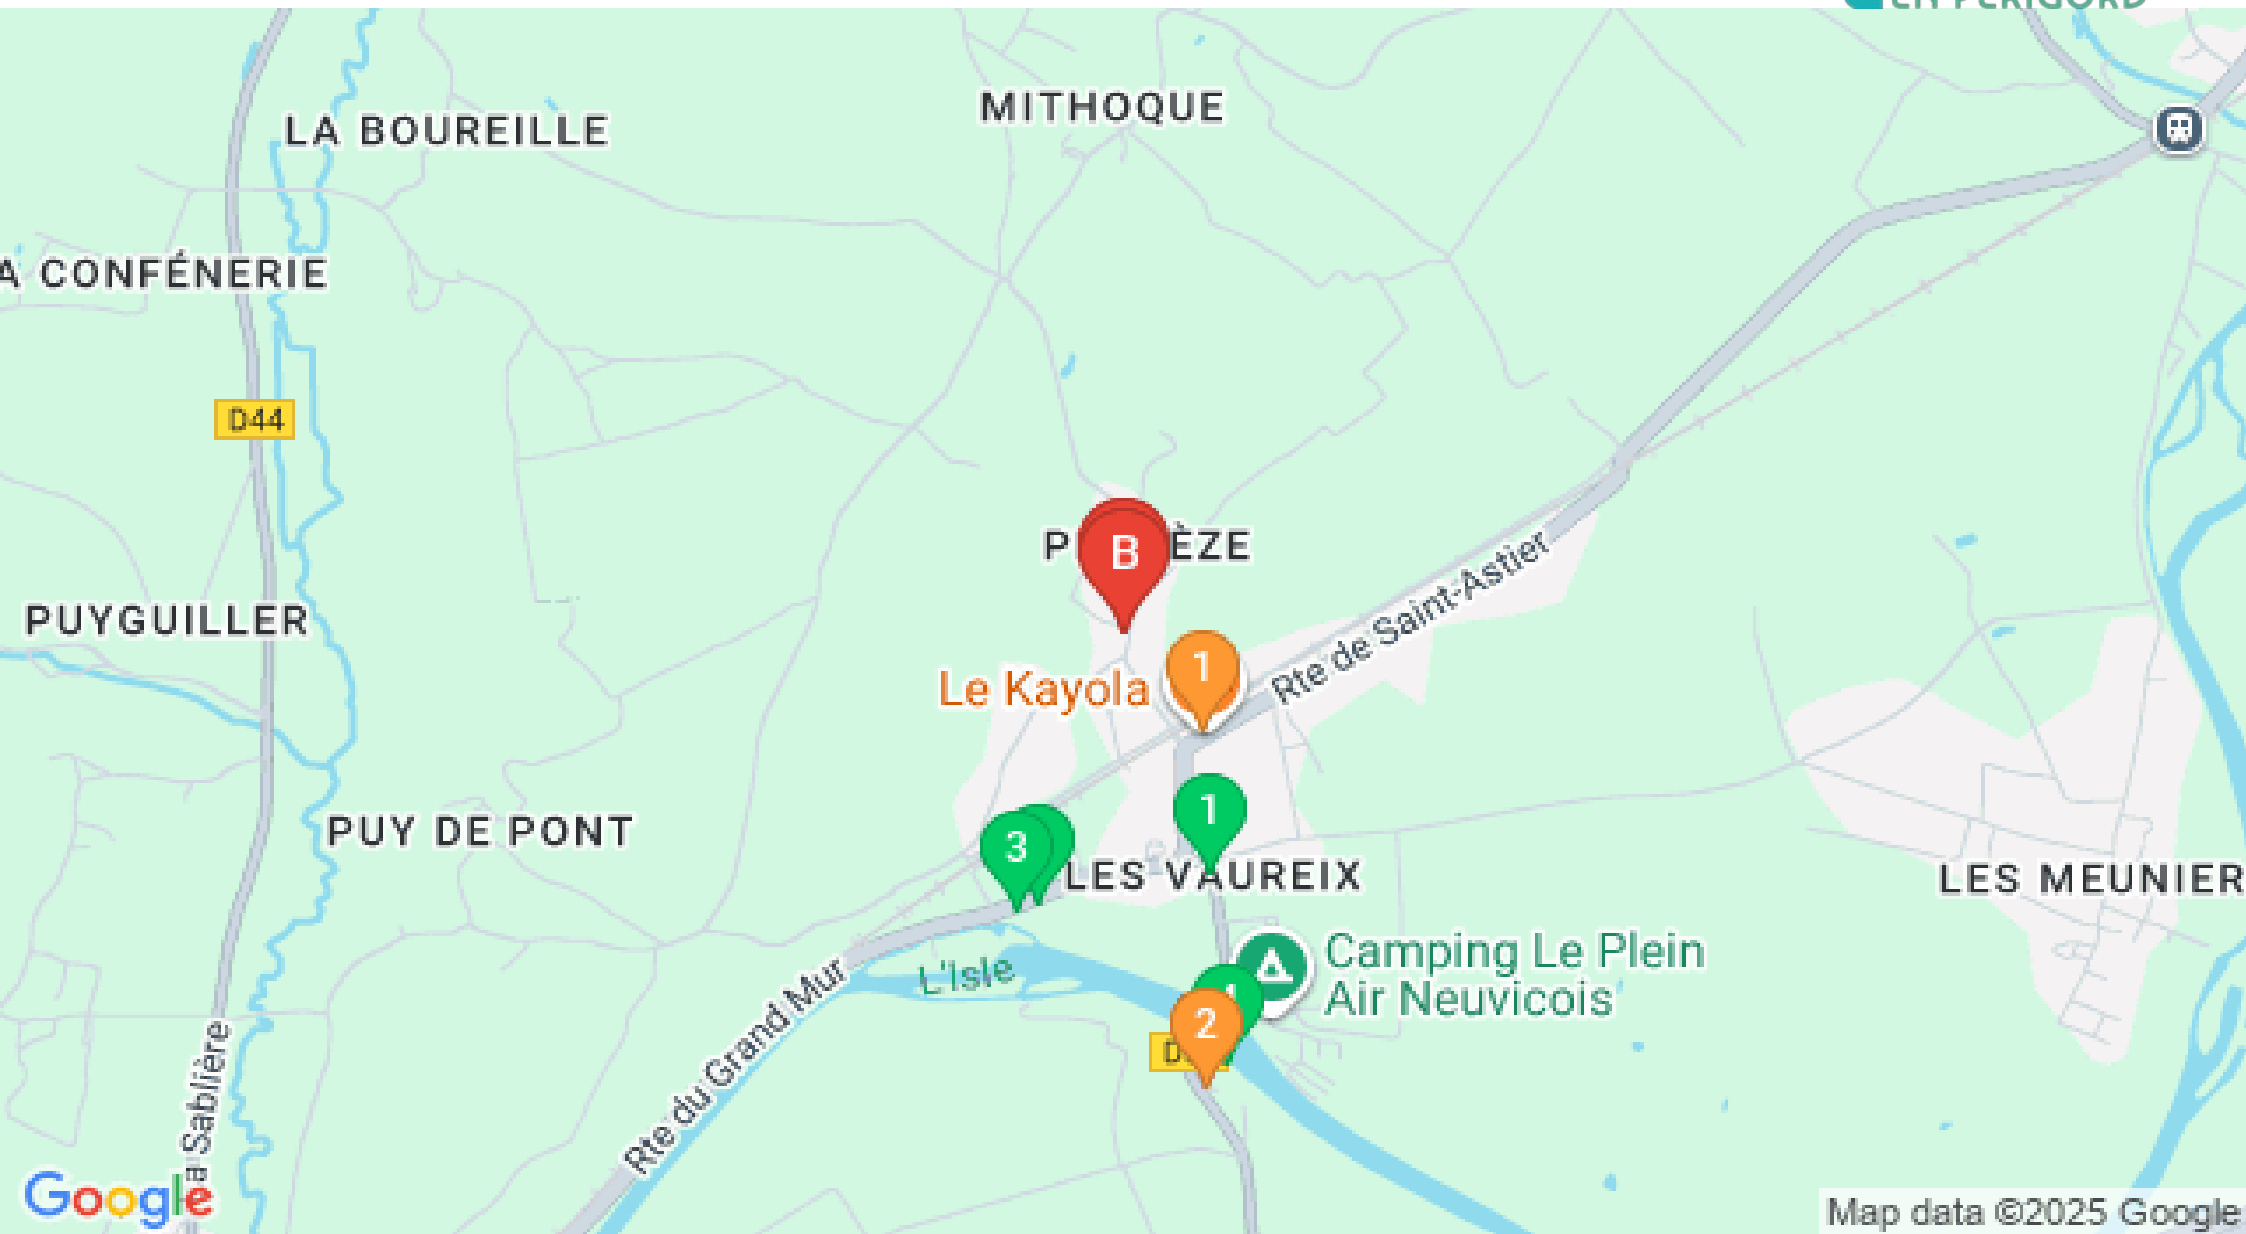 EN PÉRIGORD
MITHOQUE
LA BOUREILLE
A CONFÉNERIE
D44
B
PUYGUILLER
1
Le Kayola
Rte de Saint-Astier
1
PUY DE PONT
3
LES VAUREIX
LES MEUNIER
Camping Le Plein
Air Neuvicois
L'Isle
2
Rte du Grand Mur
a Sablière
Google
Map data ©2025 Google